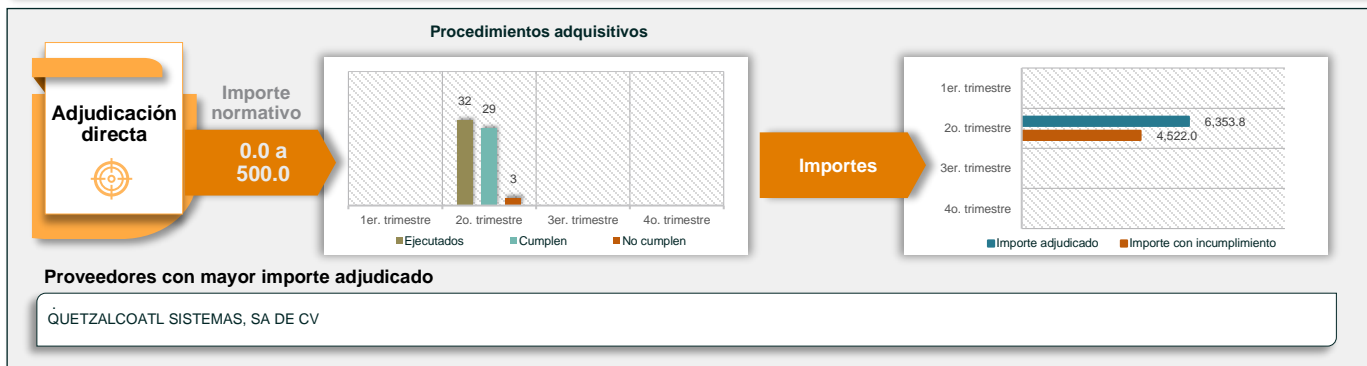 Adjudicación
directa
Importe
normativo
0.0 a
500.0
Procedimientos adquisitivos
32
29
3
1er. trimestre
2o. trimestre
3er. trimestre
4o. trimestre
Ejecutados
Cumplen
No cumplen
Importes
1er. trimestre
2o. trimestre
3er. trimestre
4o. trimestre
6,353.8
4,522.0
Importe adjudicado
Importe con incumplimiento
Proveedores con mayor importe adjudicado
.
QUETZALCOATL SISTEMAS, SA DE CV